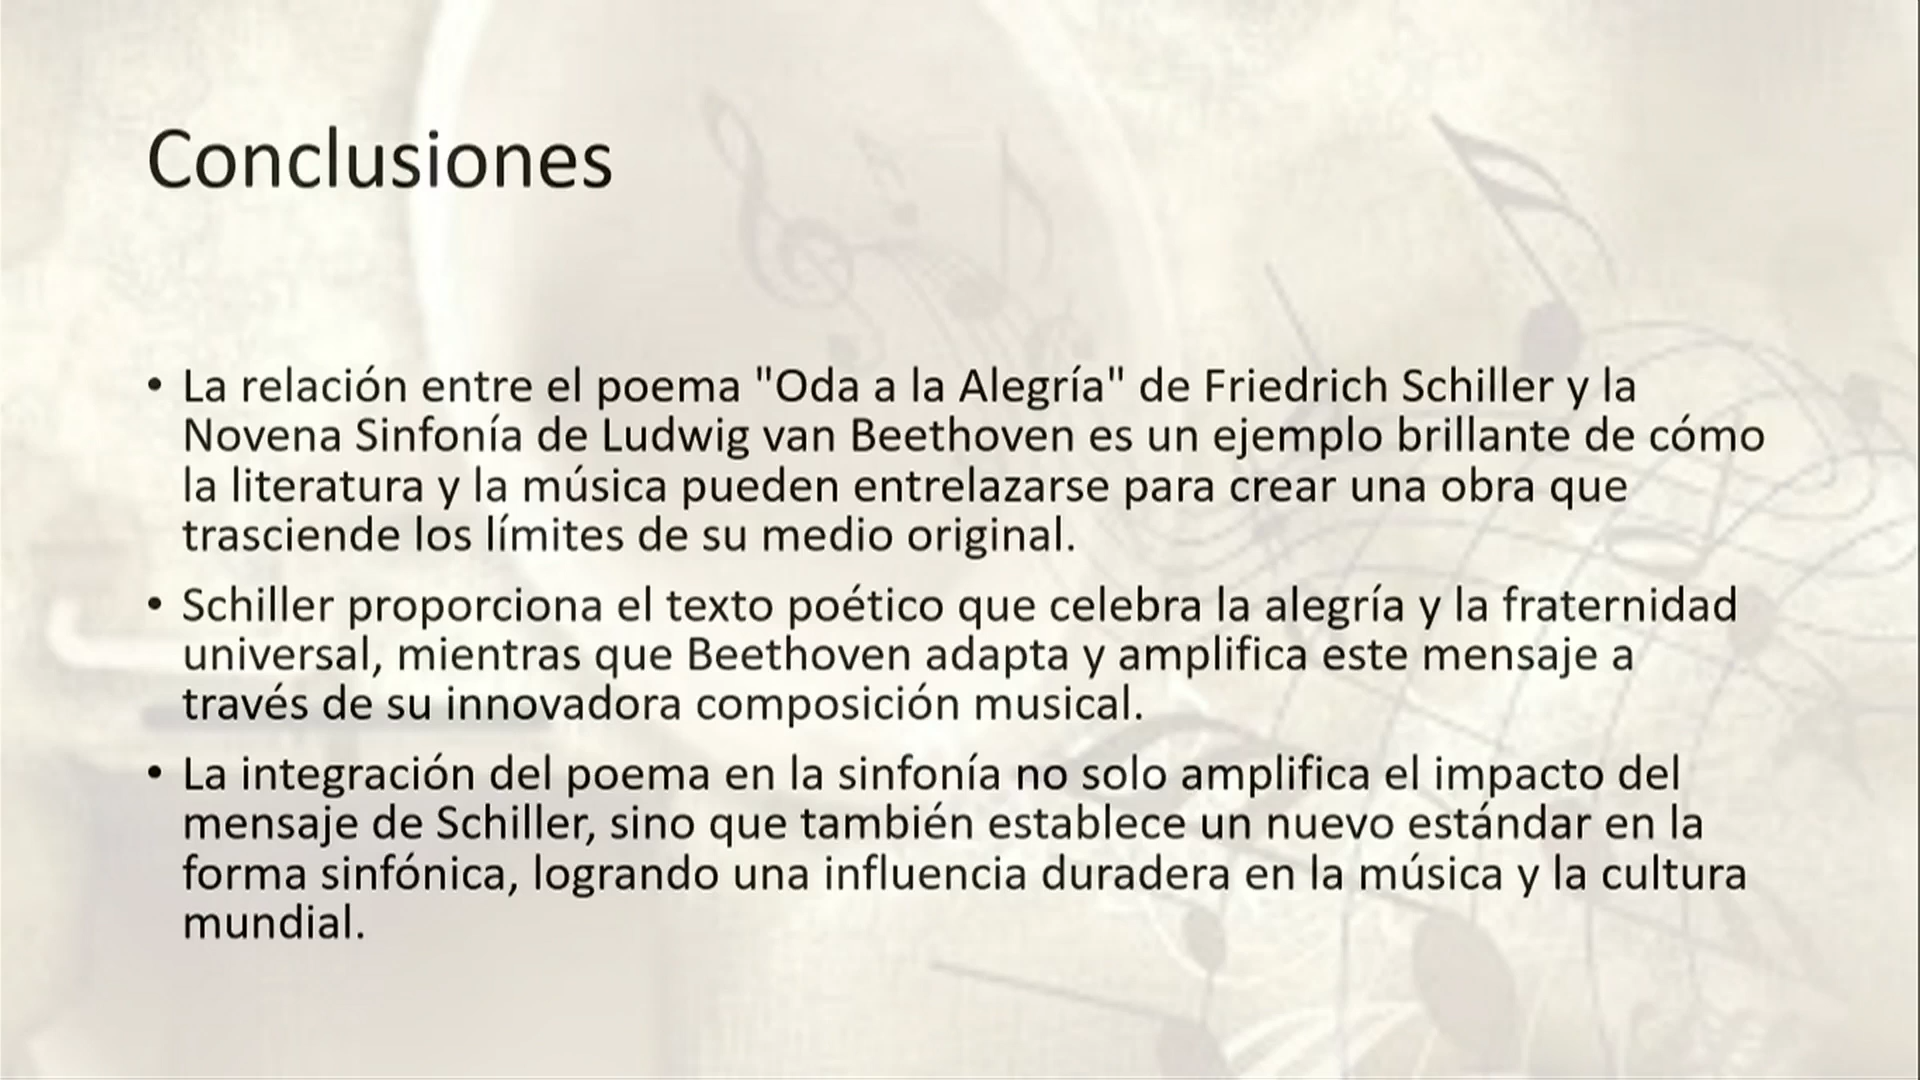 Conclusiones
• La relación entre el poema "Oda a la Alegría" de Friedrich Schiller y la
Novena Sinfonía de Ludwig van Beethoven es un ejemplo brillante de cómo
la literatura y la música pueden entrelazarse para crear una obra que
trasciende los límites de su medio original.
• Schiller proporciona el texto poético que celebra la alegría y la fraternidad
universal, mientras que Beethoven adapta y amplifica este mensaje a
través de su innovadora composición musical.
• La integración del poema en la sinfonía no solo amplifica el impacto del
mensaje de Schiller, sino que también establece un nuevo estándar en la
forma sinfónica, logrando una influencia duradera en la música y la cultura
mundial.